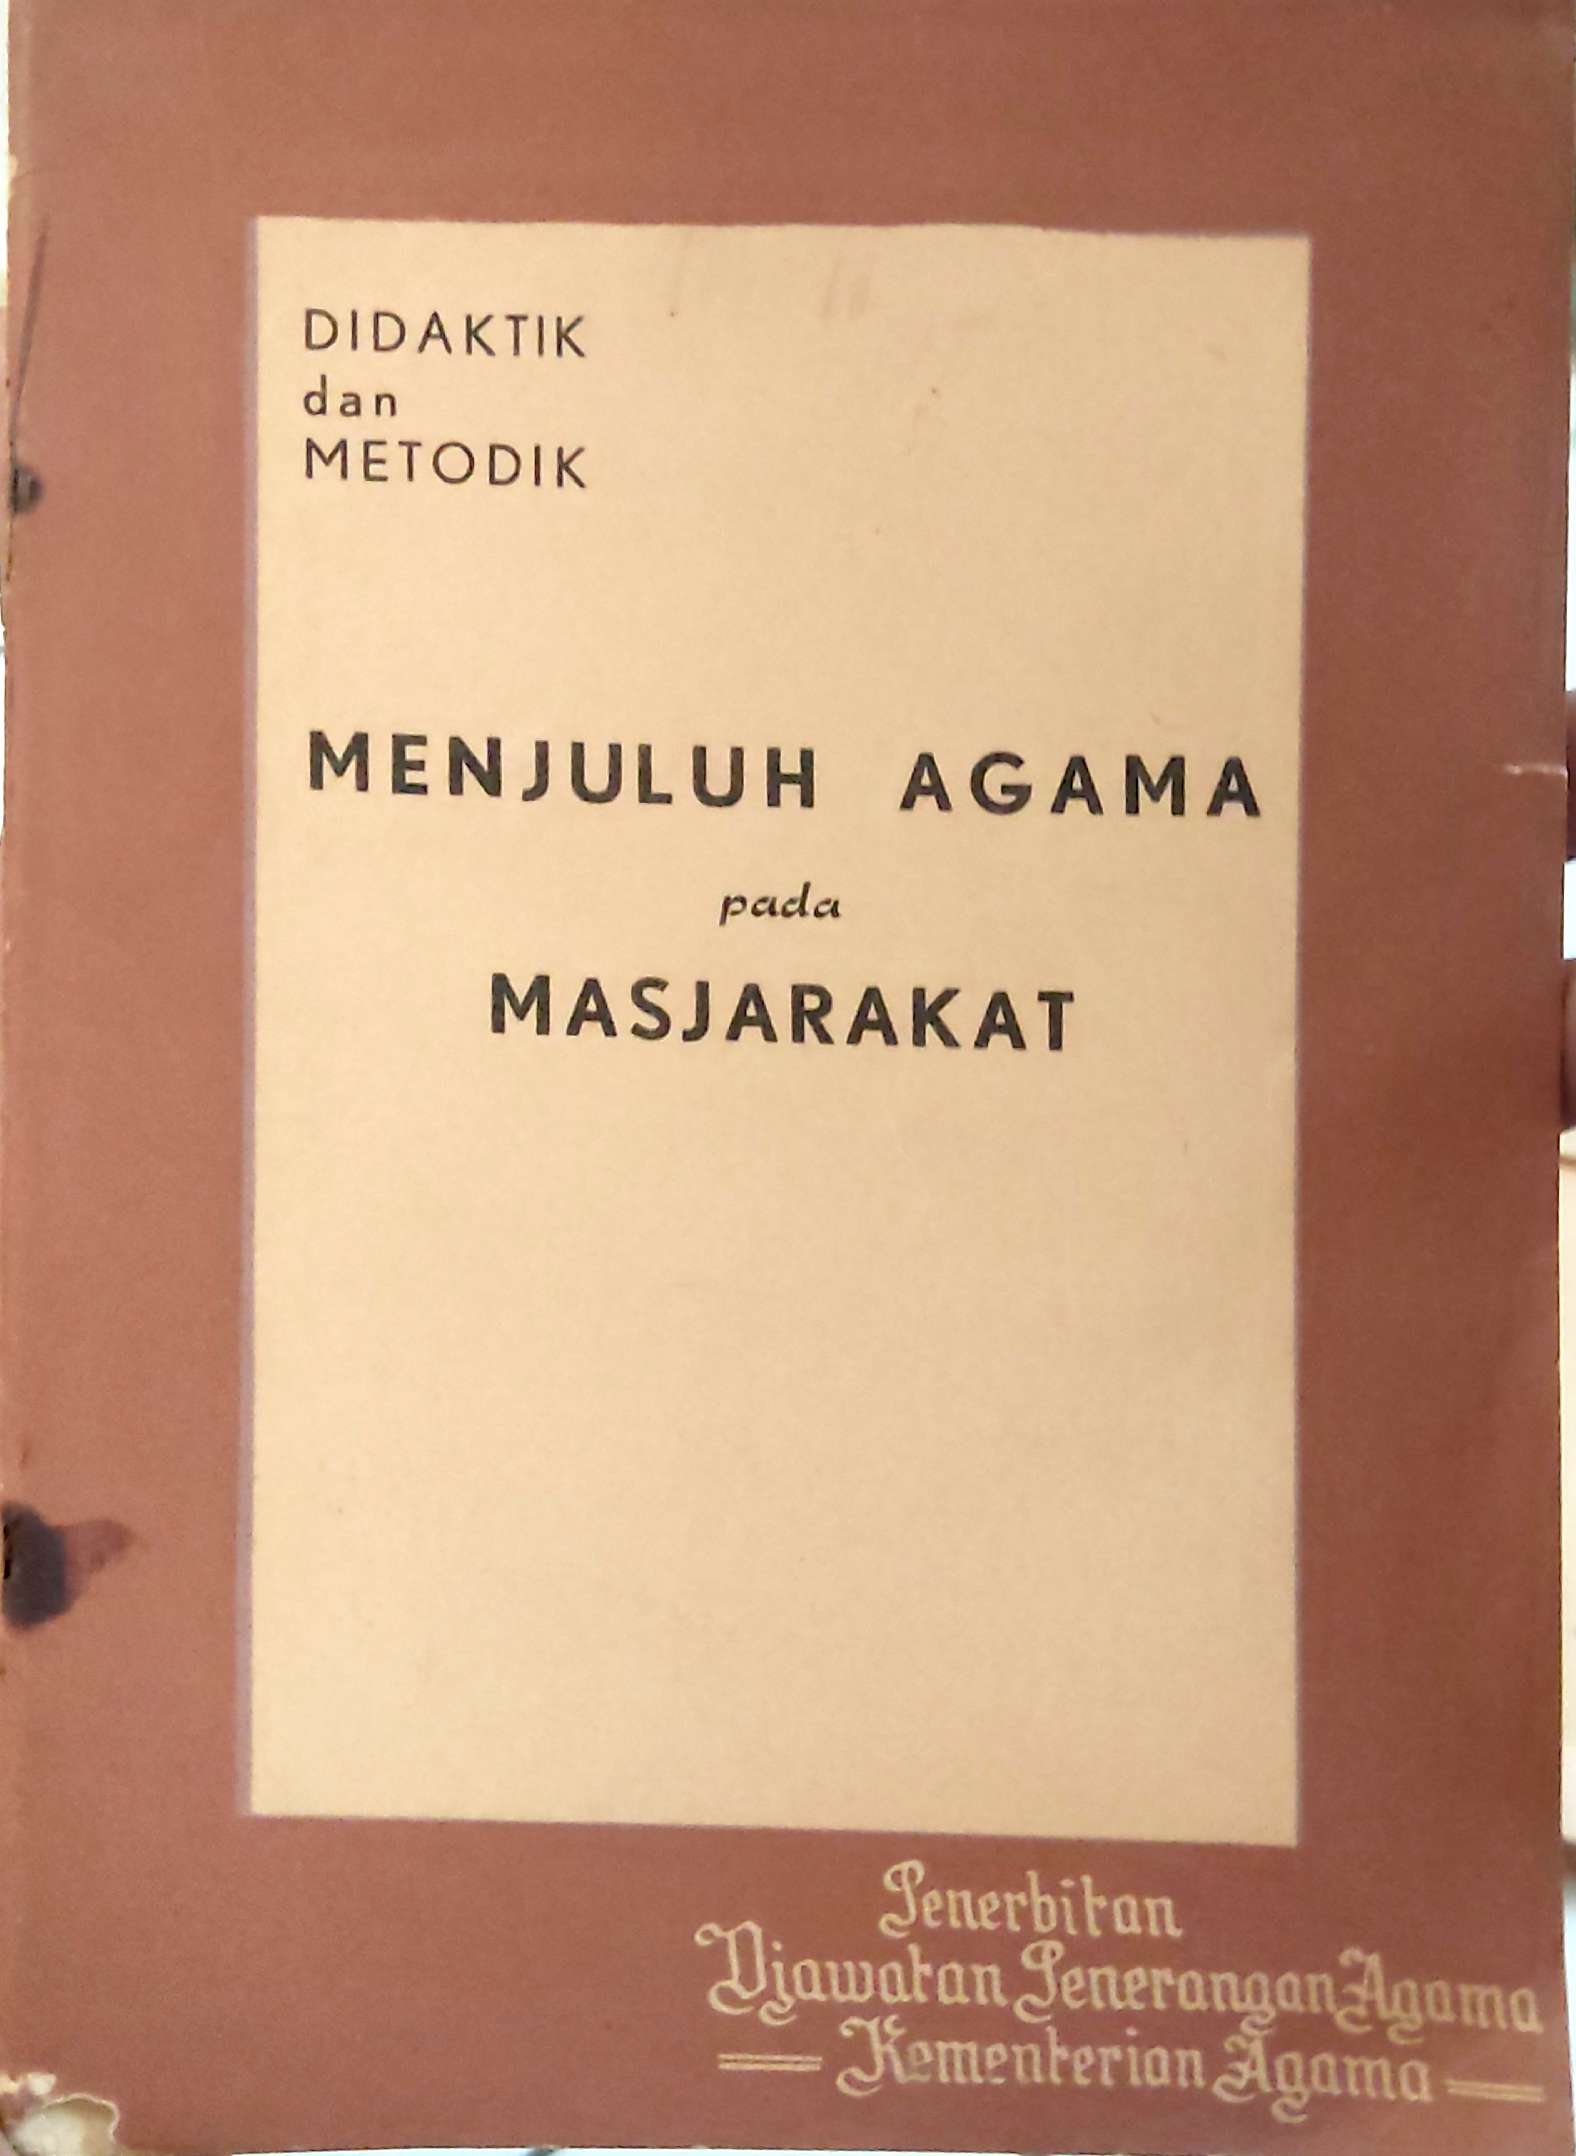 DIDAKTIK
dan
METODIK
MENJULUH AGAMA
pada
MASJARAKAT
Penerbitan
Djawatan Penerangan Agama
Kementerian Agama